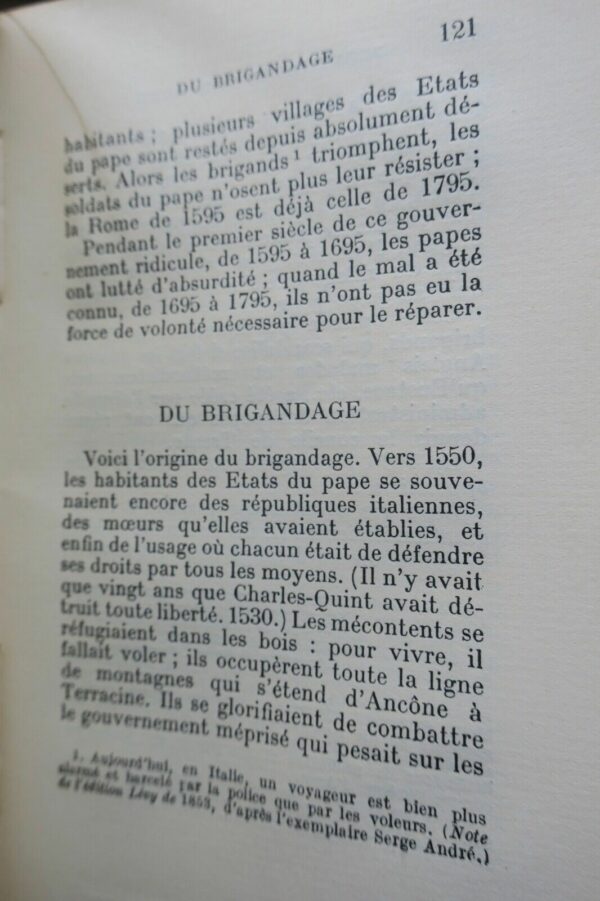 121
DU BRIGANDAGE
habitants ; plusieurs villages des Etats
du pape sont restés depuis absolument dé-
serts. Alors les brigands¹ triomphent, les
soldats du pape n'osent plus leur résister ;
la Rome de 1595 est déjà celle de 1795.
Pendant le premier siècle de ce gouver-
nement ridicule, de 1595 à 1695, les papes
ont lutté d'absurdité ; quand le mal a été
connu, de 1695 à 1795, ils n'ont pas eu la
force de volonté nécessaire pour le réparer.
DU BRIGANDAGE
Voici l'origine du brigandage. Vers 1550,
les habitants des Etats du pape se souve-
naient encore des républiques italiennes,
des mœurs qu'elles avaient établies, et
enfin de l'usage où chacun était de défendre
ses droits par tous les moyens. (Il n'y avait
que vingt ans que Charles-Quint avait dé-
truit toute liberté. 1530.) Les mécontents se
réfugiaient dans les bois : pour vivre, il
fallait voler ; ils occupèrent toute la ligne
de montagnes qui s'étend d'Ancône à
Terracine. Ils se glorifiaient de combattre
le gouvernement méprisé qui pesait sur les
1. Aujourd'hui, en Italie, un voyageur est bien plus
alarmé et harcelé par la police que par les voleurs. (Note
de l'édition Lévy de 1853, d'après l'exemplaire Serge André.)